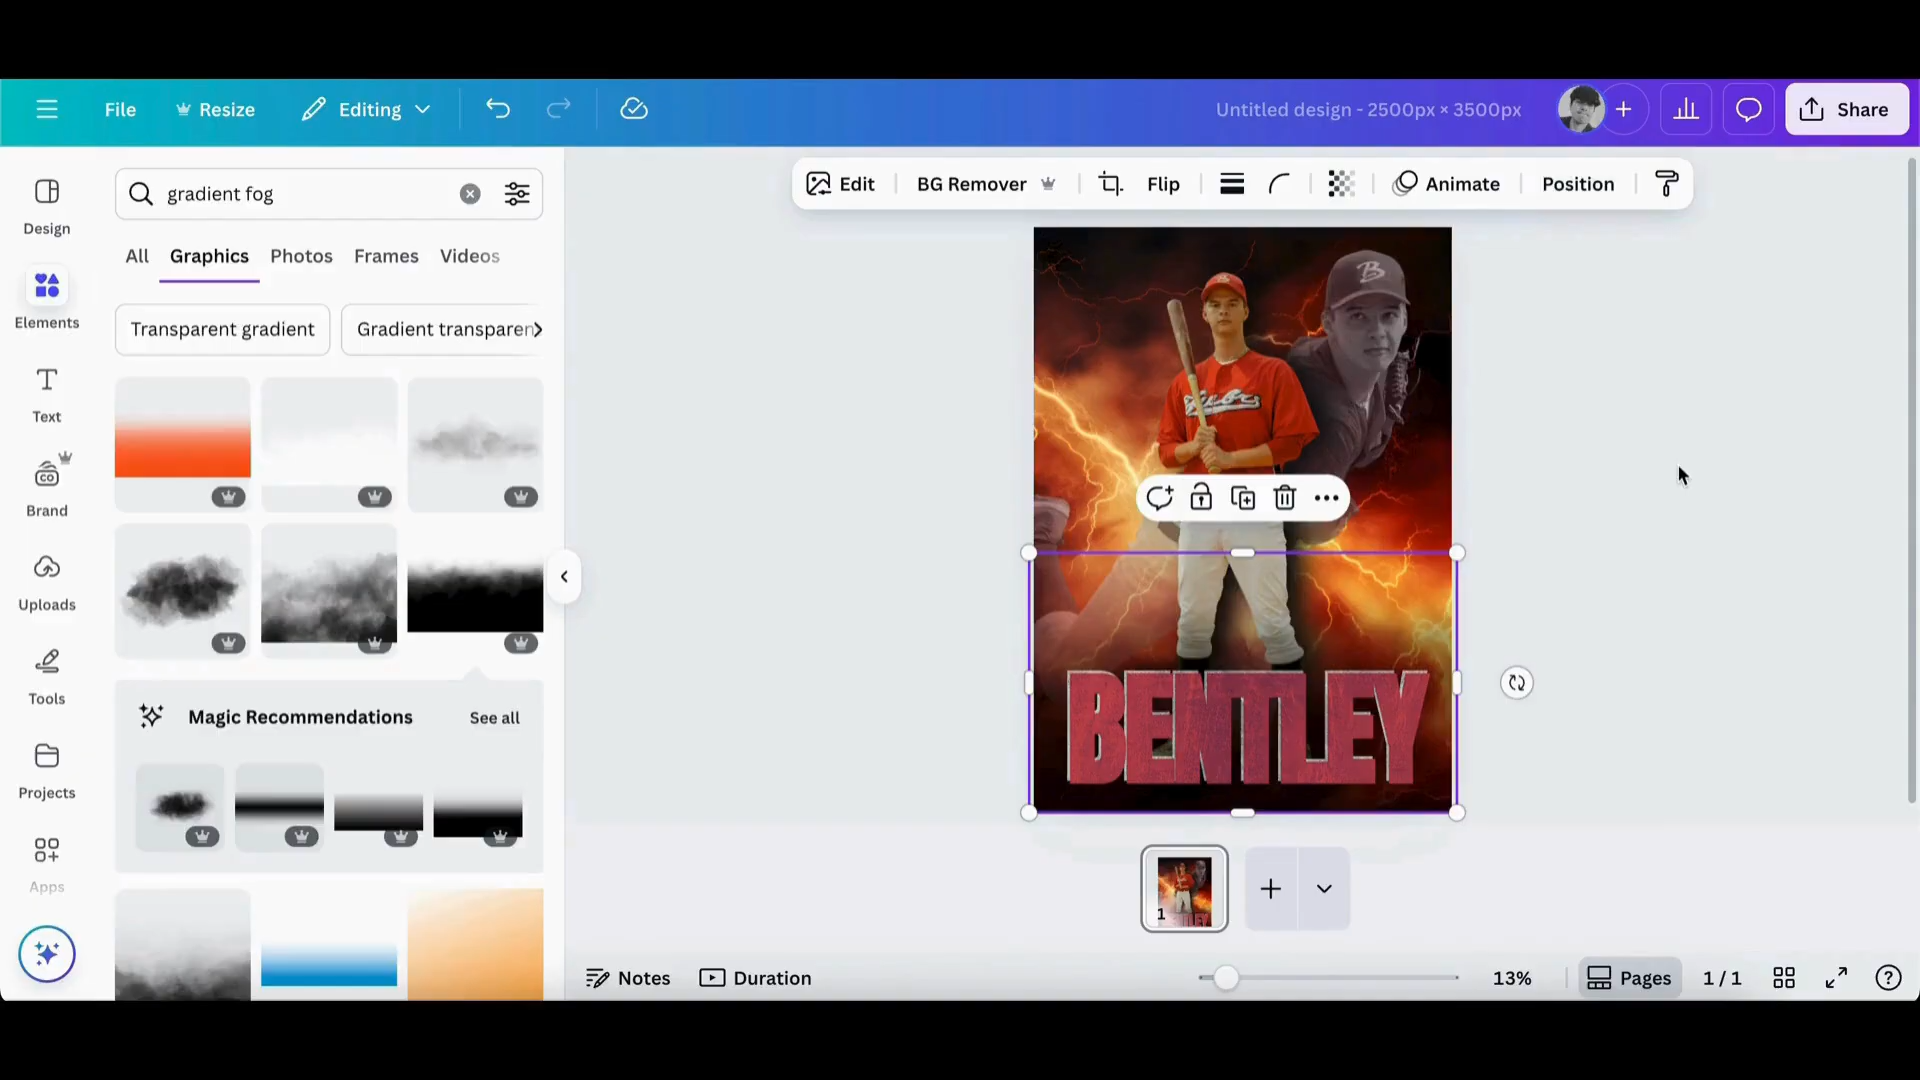 File
Resize
Editing
Untitled design - 2500px × 3500px
Share
Design
Elements
Text
Brand
Uploads
Tools
Projects
Apps
gradient fog
All
Graphics
Photos
Frames
Videos
Transparent gradient
Gradient transparen
Magic Recommendations
See all
Edit
BG Remover
Flip
Animate
Position
B
Cubs
BENTLEY
1
Notes
Duration
13%
Pages
1 / 1